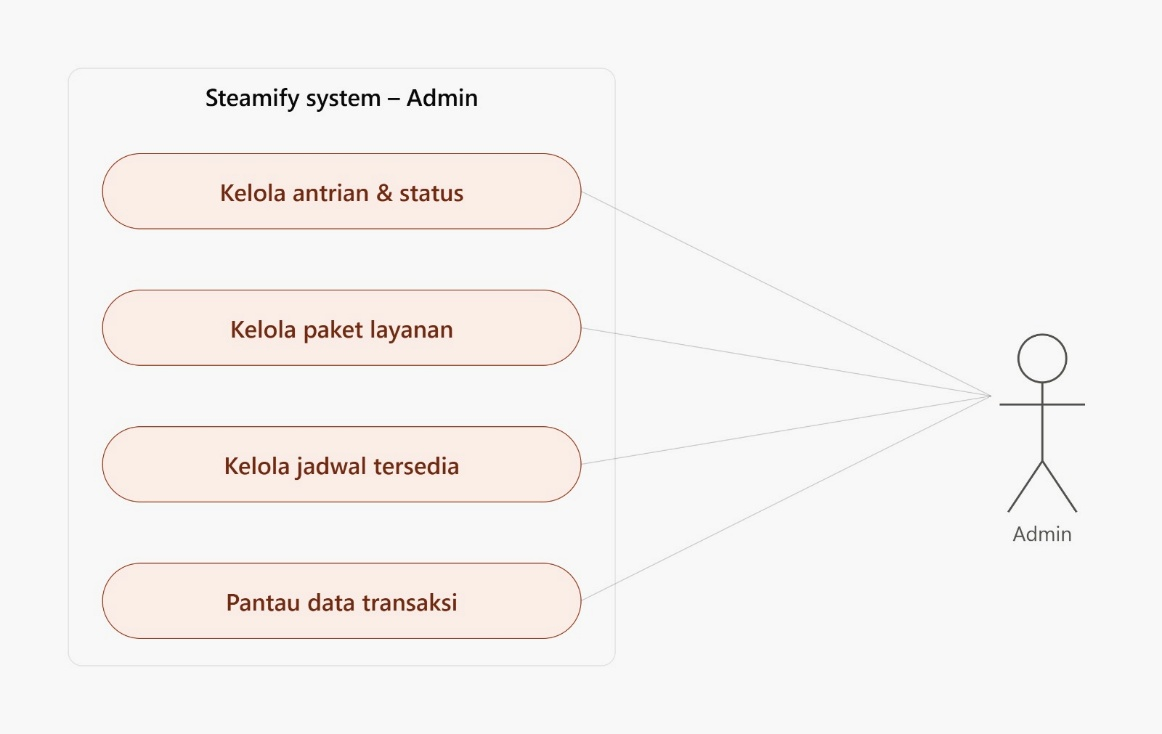 Steamify system – Admin
Kelola antrian & status
Kelola paket layanan
Kelola jadwal tersedia
Pantau data transaksi
Admin